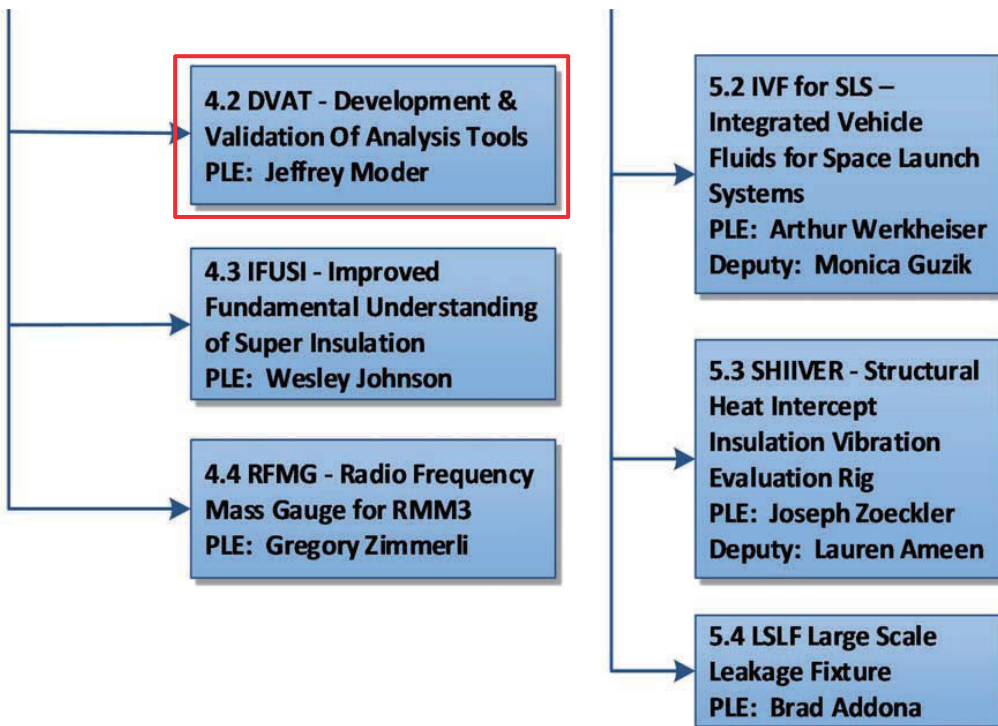 4.2 DVAT - Development &
Validation Of Analysis Tools
PLE:  Jeffrey Moder
4.3 IFUSI - Improved
Fundamental Understanding
of Super Insulation
PLE:  Wesley Johnson
4.4 RFMG - Radio Frequency
Mass Gauge for RMM3
PLE:  Gregory Zimmerli
5.2 IVF for SLS –
Integrated Vehicle
Fluids for Space Launch
Systems
PLE:  Arthur Werkheiser
Deputy:  Monica Guzik
5.3 SHIIVER - Structural
Heat Intercept
Insulation Vibration
Evaluation Rig
PLE:  Joseph Zoeckler
Deputy:  Lauren Ameen
5.4 LSLF Large Scale
Leakage Fixture
PLE:  Brad Addona